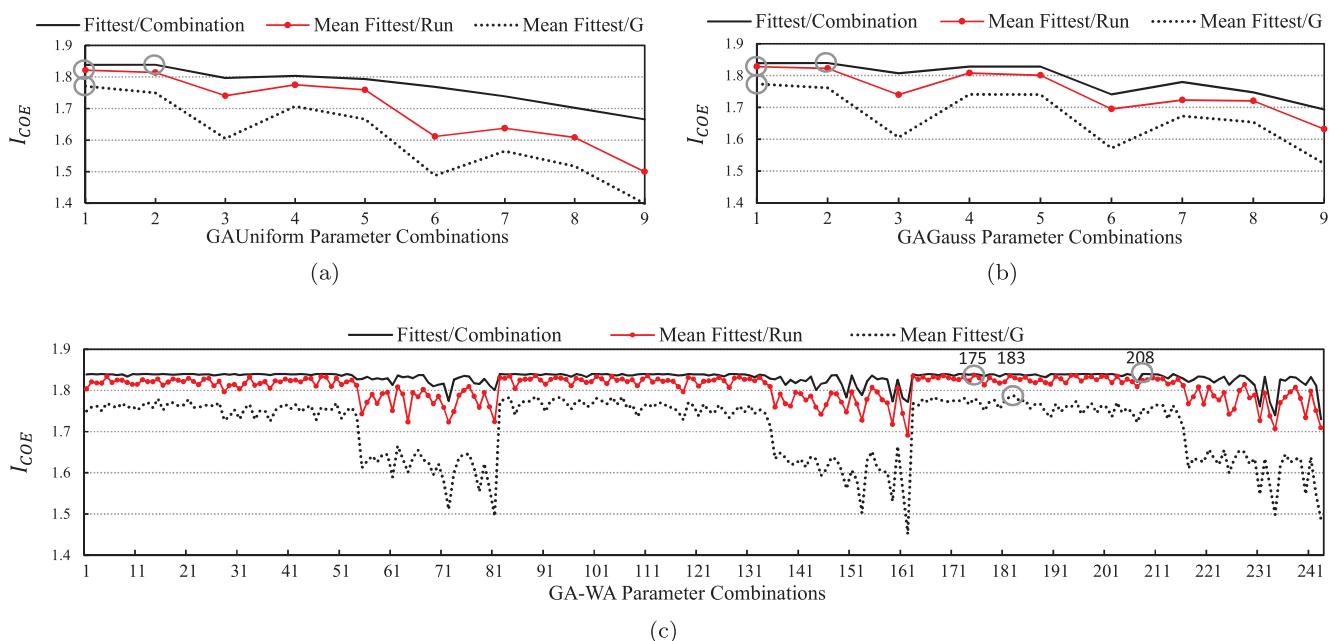 Fittest/Combination Mean Fittest/Run Mean Fittest/G
1.9
1.8
1.7
1.6
1.5
1.4
I_COE
1 2 3 4 5 6 7 8 9
GAUniform Parameter Combinations
(a)
Fittest/Combination Mean Fittest/Run Mean Fittest/G
1.9
1.8
1.7
1.6
1.5
1.4
I_COE
1 2 3 4 5 6 7 8 9
GAGauss Parameter Combinations
(b)
Fittest/Combination Mean Fittest/Run Mean Fittest/G
175 183 208
1.9
1.8
1.7
1.6
1.5
1.4
I_COE
1 11 21 31 41 51 61 71 81 91 101 111 121 131 141 151 161 171 181 191 201 211 221 231 241
GA-WA Parameter Combinations
(c)